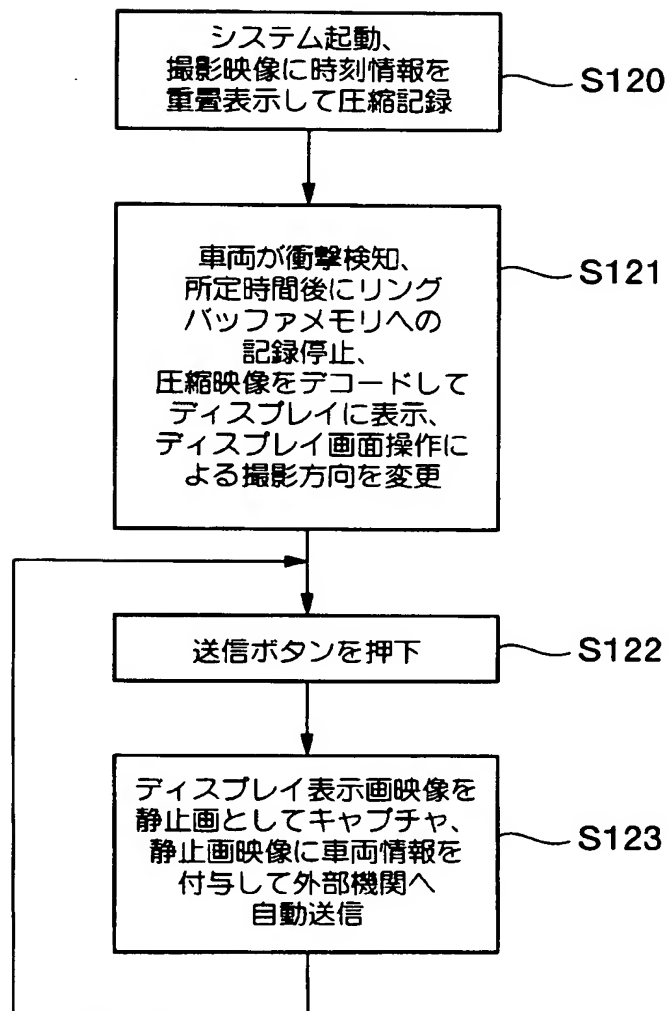 システム起動、
撮影映像に時刻情報を
重畳表示して圧縮記録
S120
車両が衝撃検知、
所定時間後にリング
バッファメモリへの
記録停止、
圧縮映像をデコードして
ディスプレイに表示、
ディスプレイ画面操作に
よる撮影方向を変更
S121
送信ボタンを押下
S122
ディスプレイ表示画映像を
静止画としてキャプチャ、
静止画映像に車両情報を
付与して外部機関へ
自動送信
S123